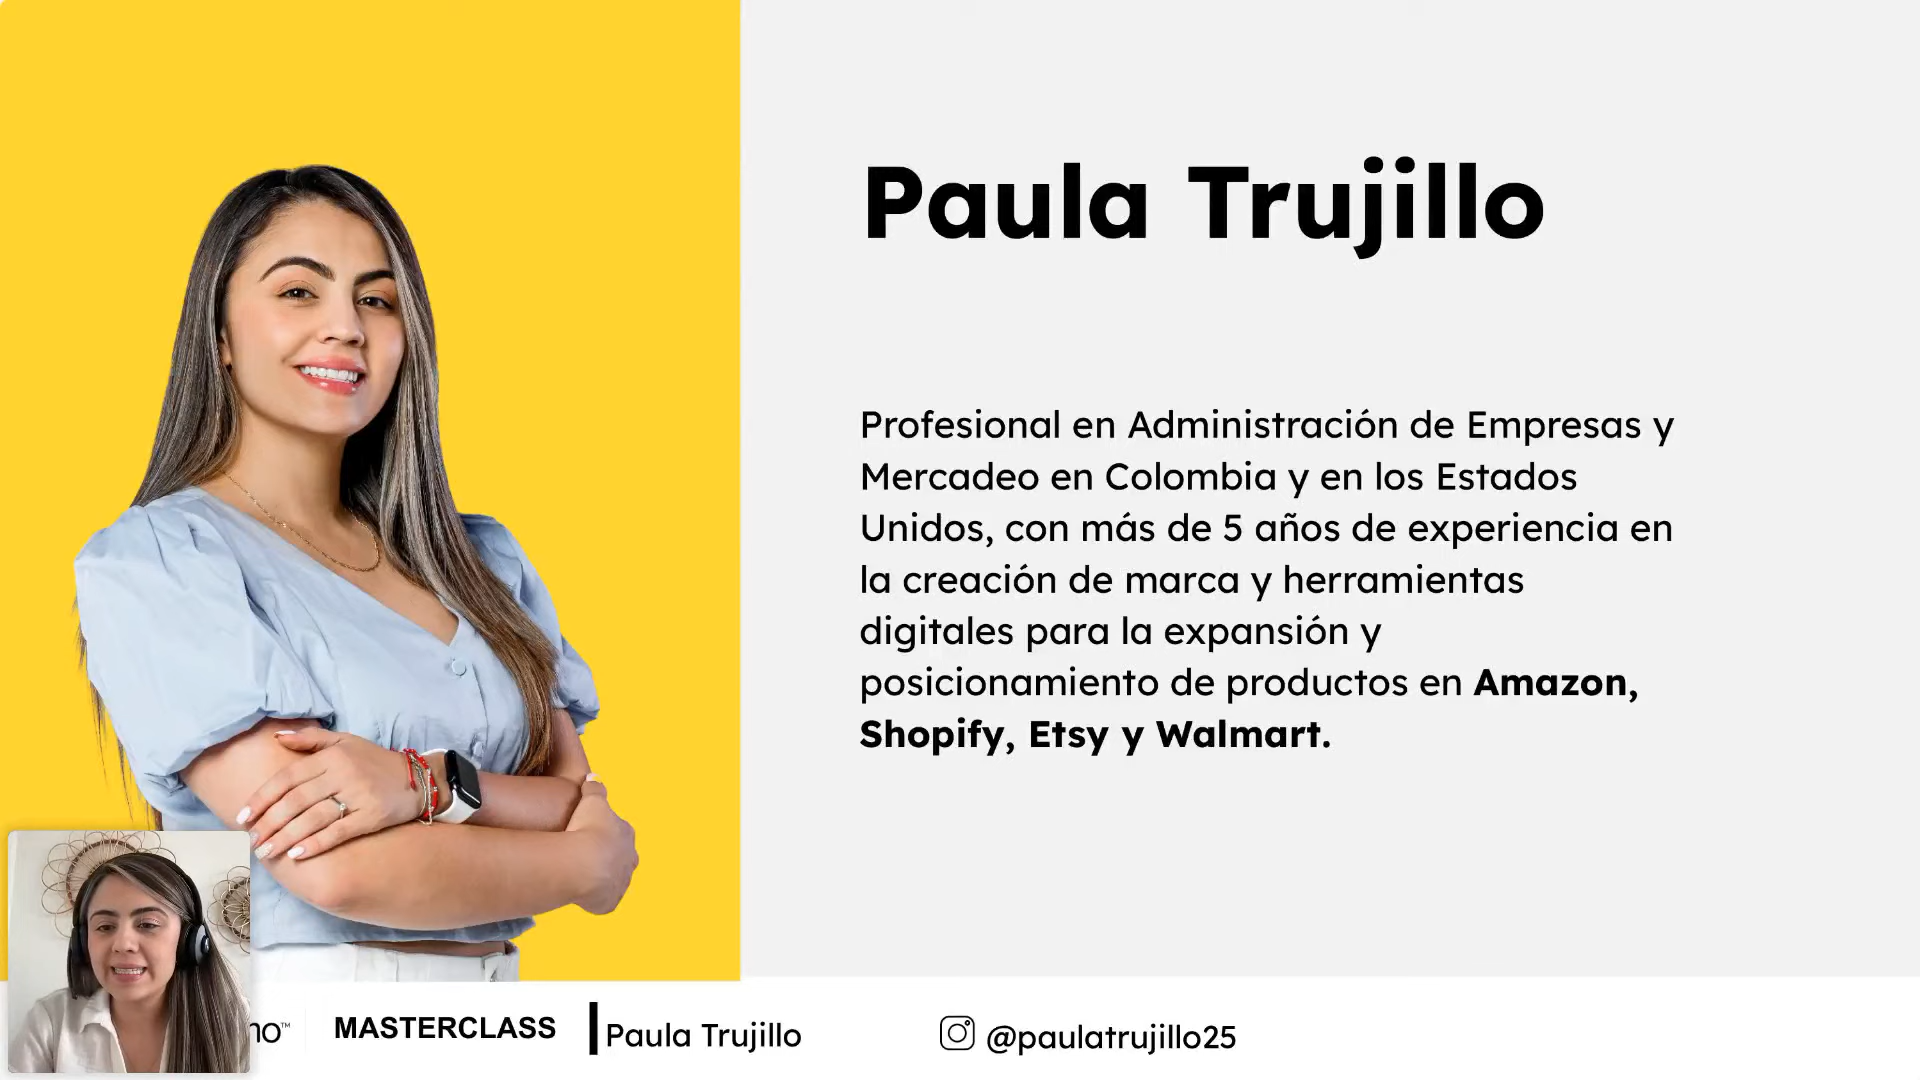 Paula Trujillo
Profesional en Administración de Empresas y
Mercadeo en Colombia y en los Estados
Unidos, con más de 5 años de experiencia en
la creación de marca y herramientas
digitales para la expansión y
posicionamiento de productos en Amazon,
Shopify, Etsy y Walmart.
MASTERCLASS
Paula Trujillo
@paulatrujillo25